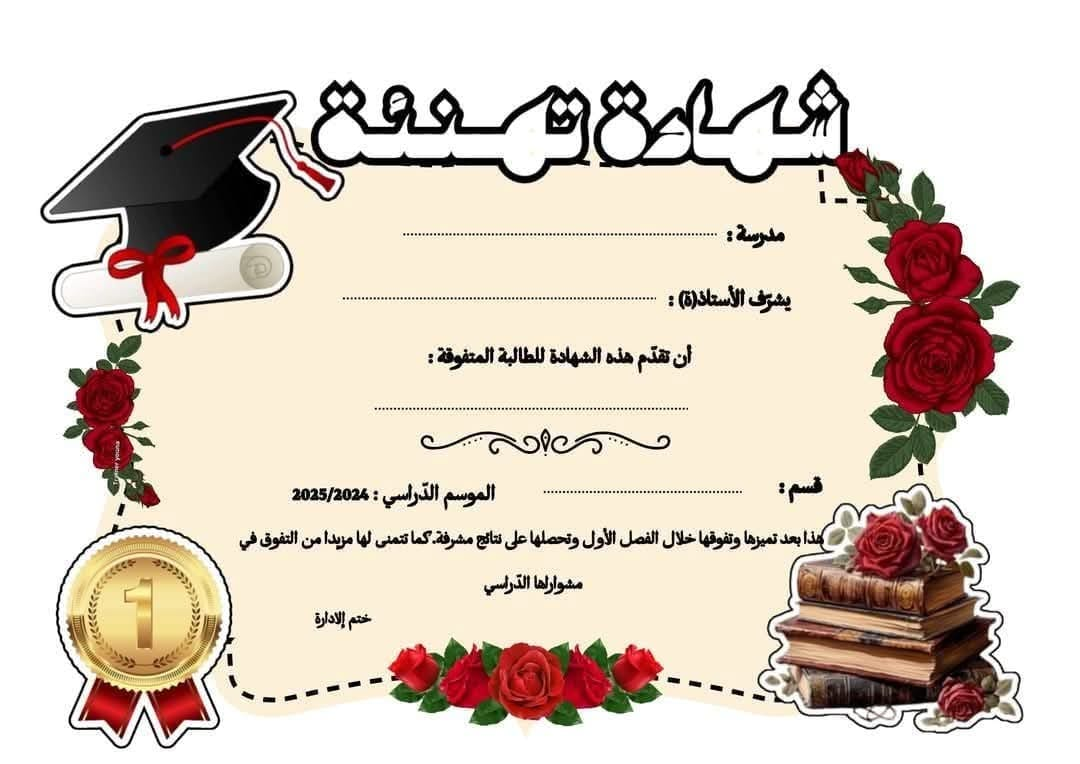 شهادة تهنئة
مدرسة :
يشرّف الأستاذ(ة) :
أن تقدّم هذه الشهادة للطالبة المتفوقة :
قسم : الموسم الدّراسي : 2025/2024
هذا بعد تميزها وتفوقها خلال الفصل الأول وتحصلها على نتائج مشرفة.كما تتمنى لها مزيدا من التفوق في
مشواراها الدّراسي
ختم إلادارة
1